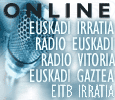 ONLINE
EUSKADI IRRATIA
RADIO EUSKADI
RADIO VITORIA
EUSKADI GAZTEA
EITB IRRATIA